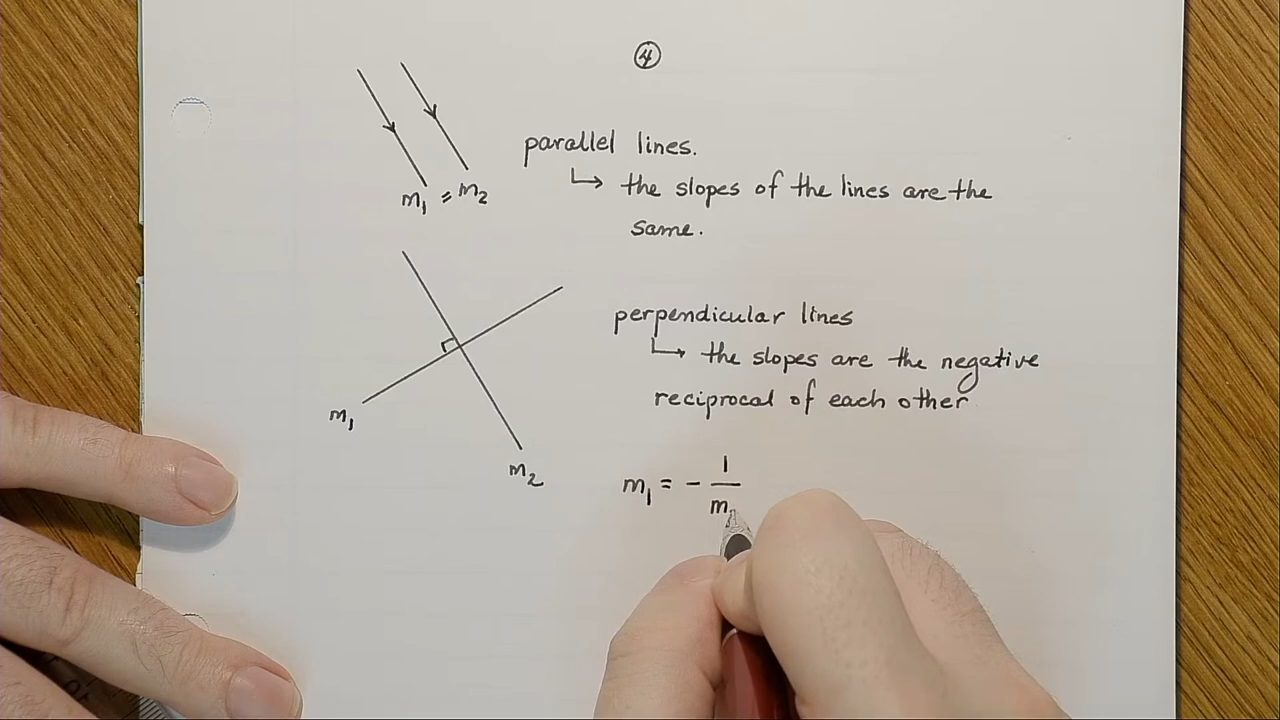 ④
parallel lines.
↳ the slopes of the lines are the
same.
m₁ = m₂
perpendicular lines
↳ the slopes are the negative
reciprocal of each other
m₁
m₂
m₁ = - 1/m